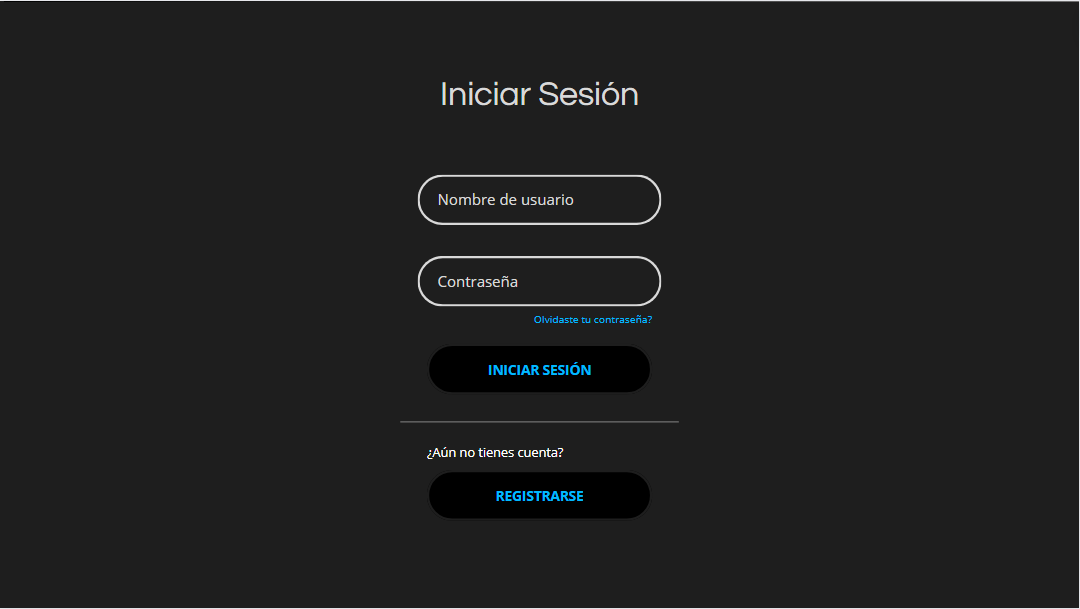 Iniciar Sesión
Nombre de usuario
Contraseña
Olvidaste tu contraseña?
INICIAR SESIÓN
¿Aún no tienes cuenta?
REGISTRARSE